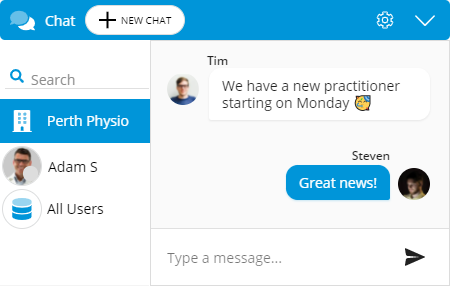 Chat
NEW CHAT
Search
Perth Physio
Adam S
All Users
Tim
We have a new practitioner
starting on Monday 🥳
Steven
Great news!
Type a message...